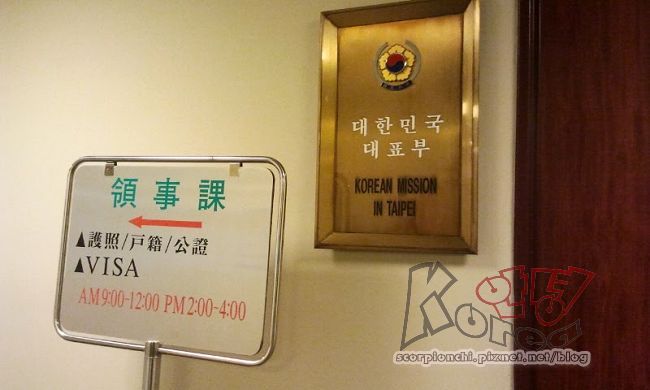 領事課
▲護照/戶籍/公證
▲VISA
AM9:00-12:00 PM2:00-4:00
대한민국
대표부
KOREAN MISSION
IN TAIPEI
Korea
scorpionchi.pixnet.net/blog